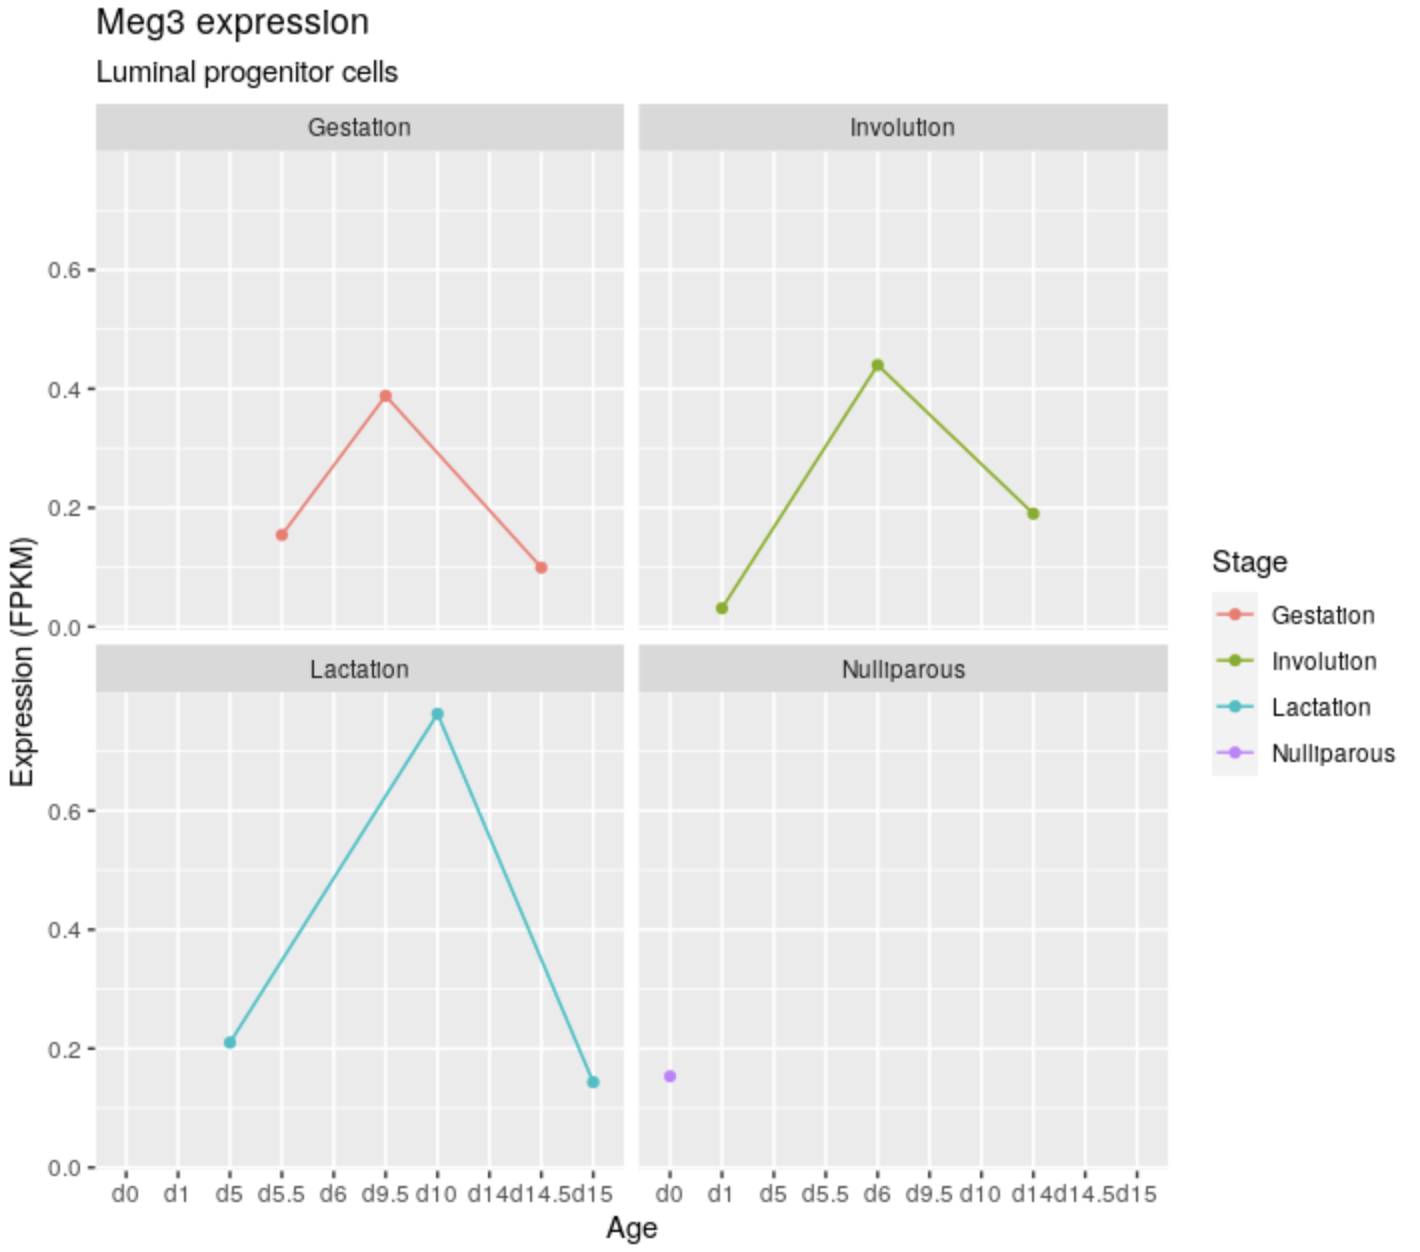 Meg3 expression
Luminal progenitor cells
Gestation
Involution
0.6
0.4
0.2
0.0
Lactation
Nulliparous
0.6
0.4
0.2
0.0
Expression (FPKM)
d0 d1 d5 d5.5 d6 d9.5 d10 d14 d14.5 d15
d0 d1 d5 d5.5 d6 d9.5 d10 d14 d14.5 d15
Age
Stage
Gestation
Involution
Lactation
Nulliparous